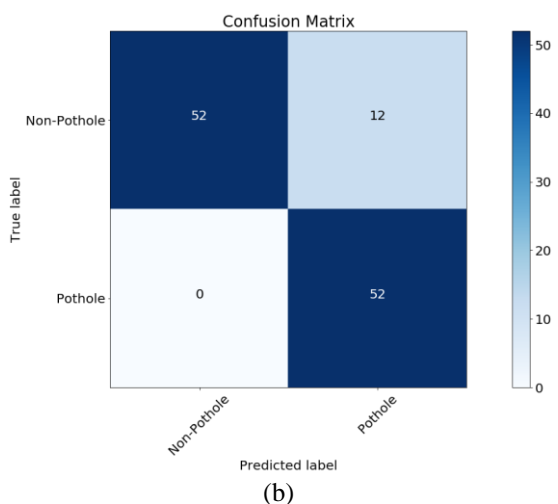 Confusion Matrix
True label
Non-Pothole
52
12
Pothole
0
52
Non-Pothole
Pothole
Predicted label
50
40
30
20
10
0
(b)